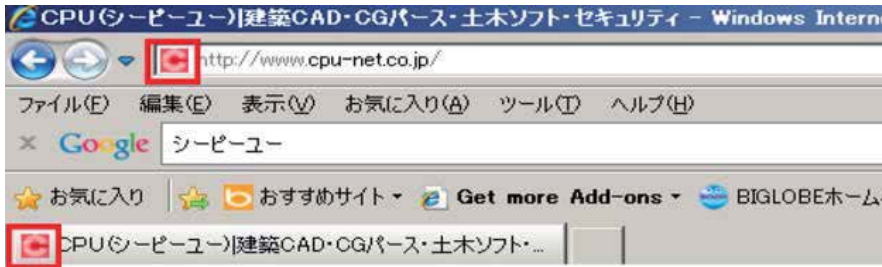 CPU(シーピーユー)|建築CAD・CGパース・土木ソフト・セキュリティ - Windows Intern
http://www.cpu-net.co.jp/
ファイル(F) 編集(E) 表示(V) お気に入り(A) ツール(T) ヘルプ(H)
× Google シーピーユー
お気に入り おすすめサイト Get more Add-ons BIGLOBEホーム
CPU(シーピーユー)|建築CAD・CGパース・土木ソフト・...